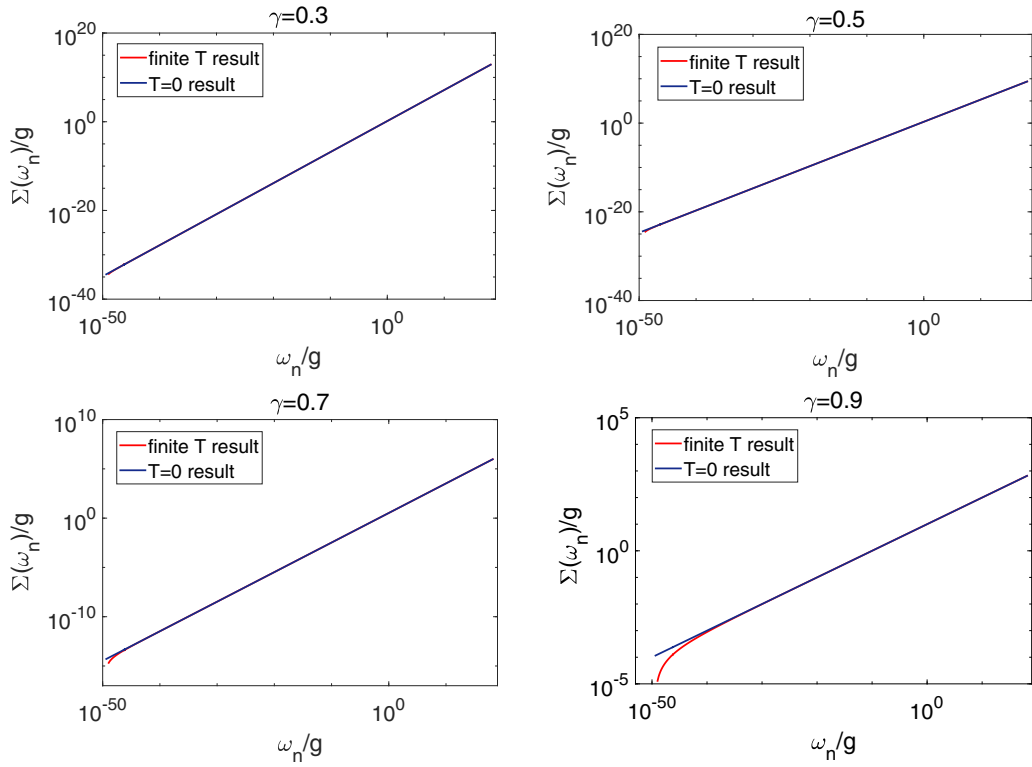 γ=0.3
10^20
finite T result
T=0 result
10^0
Σ(ω_n)/g
10^-20
10^-40
10^-50
10^0
ω_n/g
γ=0.5
10^20
finite T result
T=0 result
10^0
Σ(ω_n)/g
10^-20
10^-40
10^-50
10^0
ω_n/g
γ=0.7
10^10
finite T result
T=0 result
10^0
Σ(ω_n)/g
10^-10
10^-50
10^0
ω_n/g
γ=0.9
10^5
finite T result
T=0 result
10^0
Σ(ω_n)/g
10^-5
10^-50
10^0
ω_n/g